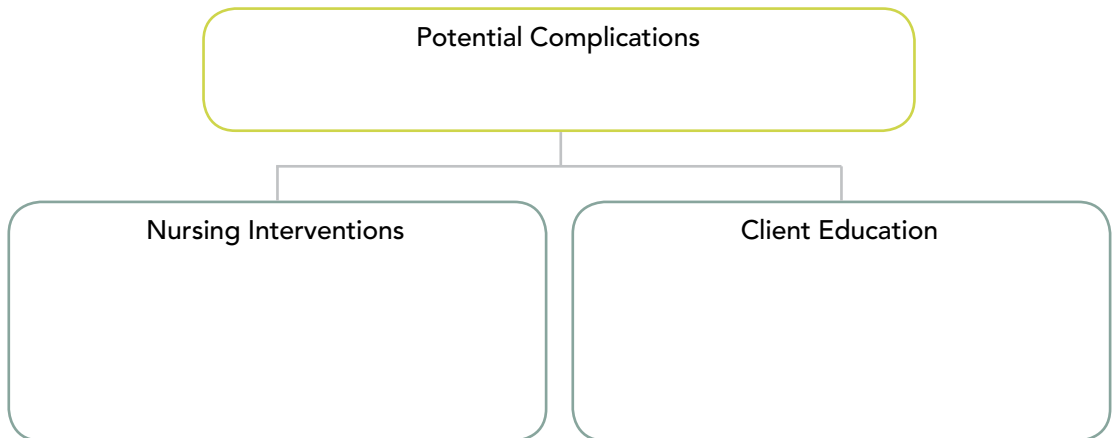 Potential Complications
Nursing Interventions
Client Education